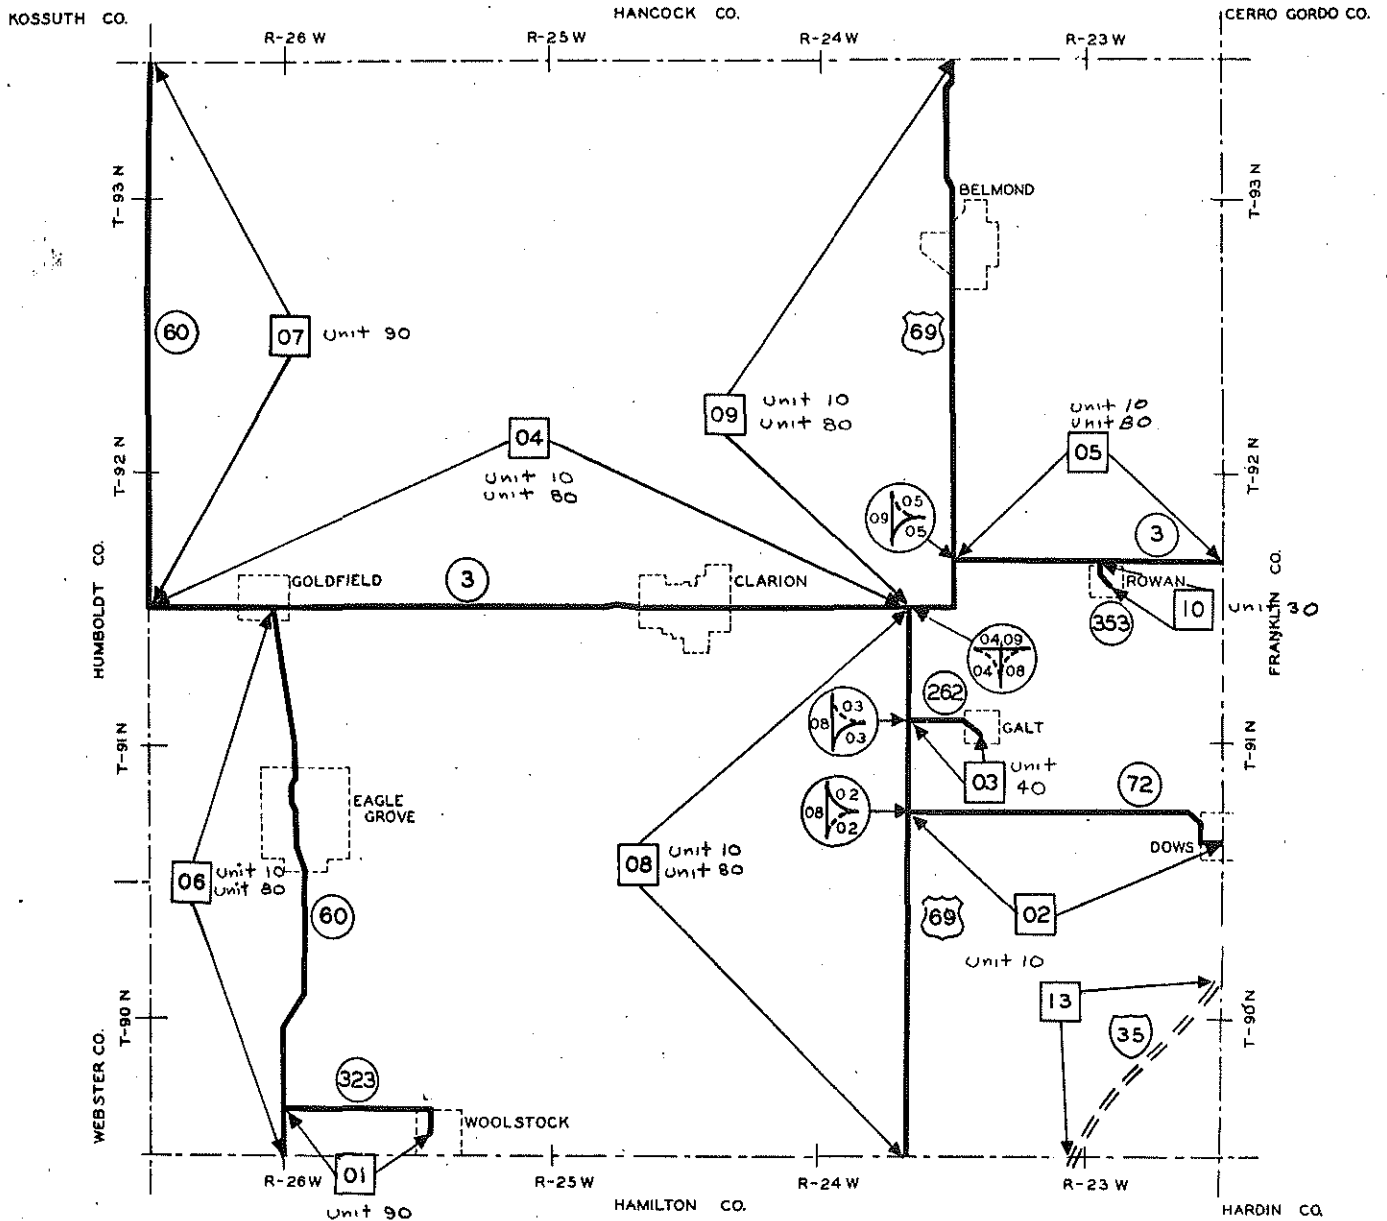 KOSSUTH CO.
HANCOCK CO.
CERRO GORDO CO.
R-26 W
R-25 W
R-24 W
R-23 W
T-93 N
BELMOND
T-93 N
60
07 Unit 90
69
09 Unit 10
Unit 80
04
Unit 10
Unit 80
Unit 10
Unit 80
05
T-92 N
T-92 N
09 05
05
3
HUMBOLDT CO.
GOLDFIELD
3
CLARION
ROWAN
353
10 Unit 30
FRANKLIN CO.
04 09
04 08
262
08 03
03
GALT
T-91 N
T-91 N
03 Unit
40
72
EAGLE
GROVE
08 02
02
DOWS
06 Unit 10
Unit 80
08 Unit 10
Unit 80
60
69
02
Unit 10
13
35
T-90 N
T-90 N
WEBSTER CO.
323
WOOLSTOCK
R-26 W
01
Unit 90
R-25 W
R-24 W
R-23 W
HAMILTON CO.
HARDIN CO.